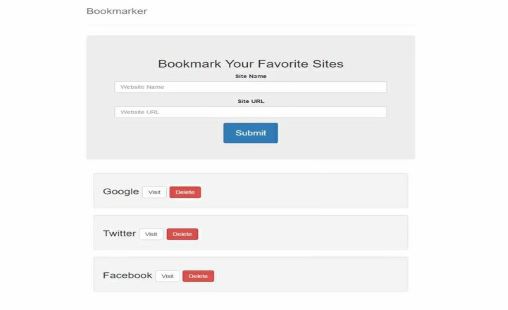 Bookmarker
Bookmark Your Favorite Sites
Site Name
Website Name
Site URL
Website URL
Submit
Google Visit Delete
Twitter Visit Delete
Facebook Visit Delete